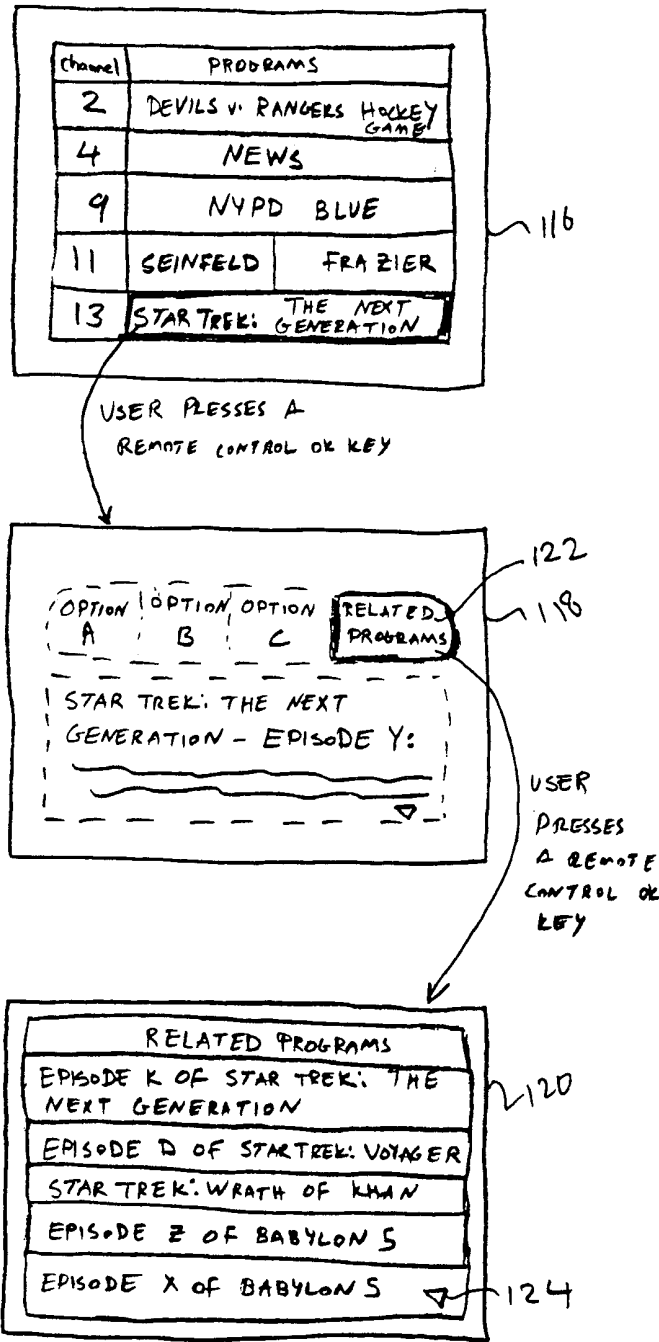 Channel PROGRAMS
2 DEVILS V. RANGERS HOCKEY
GAME
4 NEWS
9 NYPD BLUE
11 SEINFELD FRAZIER
13 STAR TREK: THE NEXT
GENERATION
116
USER PRESSES A
REMOTE CONTROL OK KEY
122
118
OPTION OPTION OPTION RELATED
A B C PROGRAMS
STAR TREK: THE NEXT
GENERATION - EPISODE Y:
USER
PRESSES
A REMOTE
CONTROL OK
KEY
RELATED PROGRAMS
EPISODE K OF STAR TREK: THE
NEXT GENERATION
120
EPISODE D OF STAR TREK: VOYAGER
STAR TREK: WRATH OF KHAN
EPISODE Z OF BABYLON 5
EPISODE X OF BABYLON 5
124